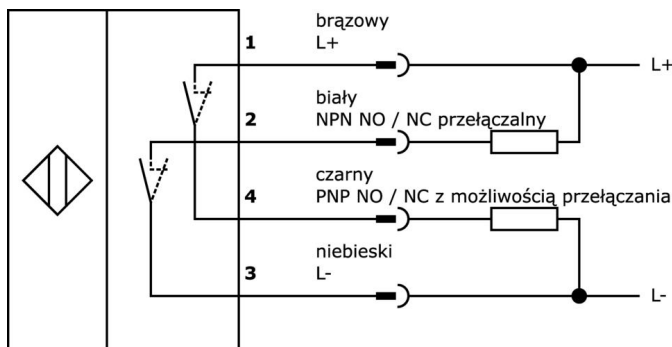 brązowy
1 L+ L+
biały
2 NPN NO / NC przełączalny
czarny
4 PNP NO / NC z możliwością przełączania
niebieski
3 L- L-